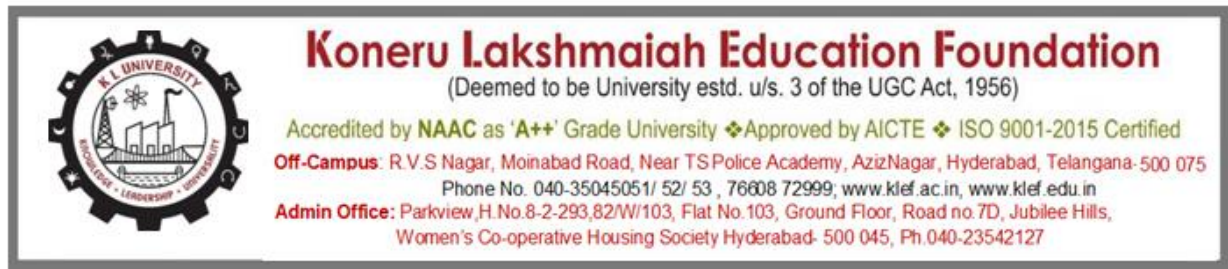 K L UNIVERSITY
KNOWLEDGE - LEADERSHIP - UNIVERSALITY
Koneru Lakshmaiah Education Foundation
(Deemed to be University estd. u/s. 3 of the UGC Act, 1956)
Accredited by NAAC as 'A++' Grade University ❖Approved by AICTE ❖ ISO 9001-2015 Certified
Off-Campus: R.V.S Nagar, Moinabad Road, Near TS Police Academy, AzizNagar, Hyderabad, Telangana- 500 075
Phone No. 040-35045051/ 52/ 53 , 76608 72999; www.klef.ac.in, www.klef.edu.in
Admin Office: Parkview,H.No.8-2-293,82/W/103, Flat No.103, Ground Floor, Road no.7D, Jubilee Hills,
Women's Co-operative Housing Society Hyderabad- 500 045, Ph.040-23542127